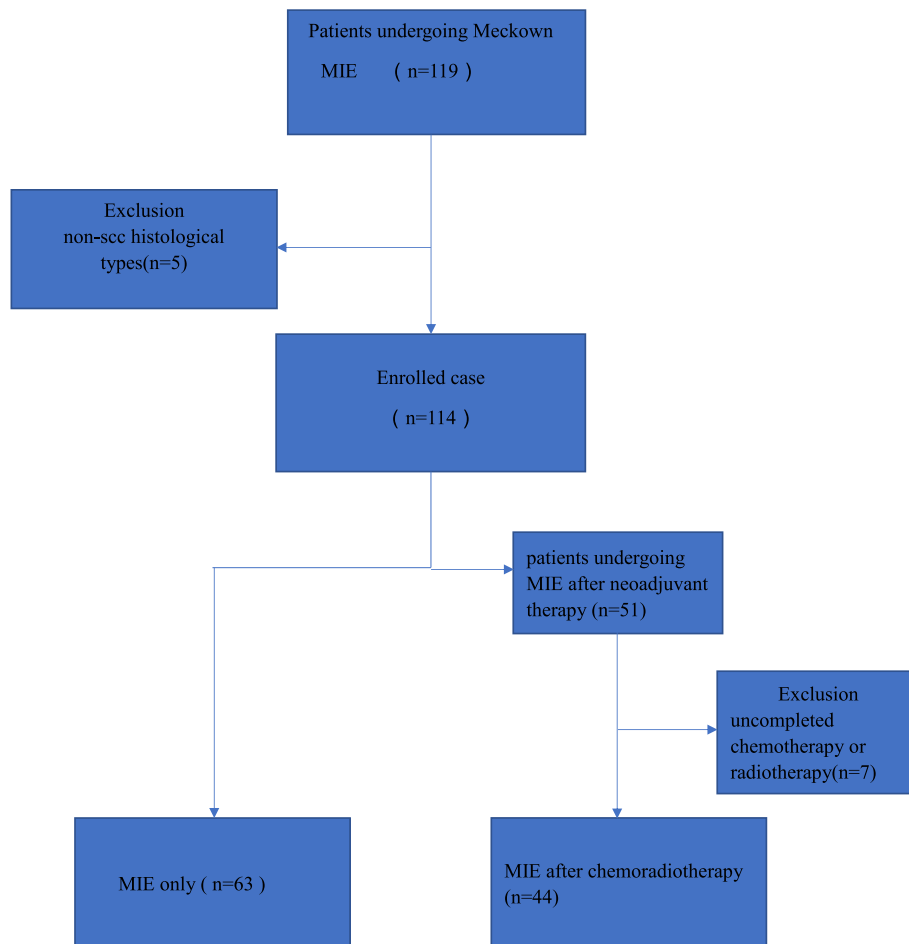 Patients undergoing Meckown
MIE ( n=119 )
Exclusion
non-scc histological
types(n=5)
Enrolled case
( n=114 )
patients undergoing
MIE after neoadjuvant
therapy (n=51)
Exclusion
uncompleted
chemotherapy or
radiotherapy(n=7)
MIE only ( n=63 )
MIE after chemoradiotherapy
(n=44)